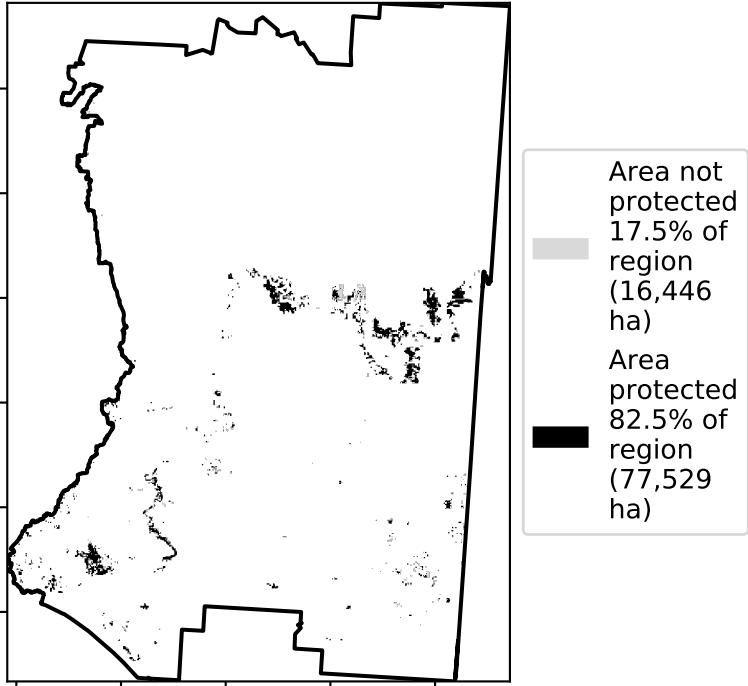 Area not
protected
17.5% of
region
(16,446
ha)
Area
protected
82.5% of
region
(77,529
ha)